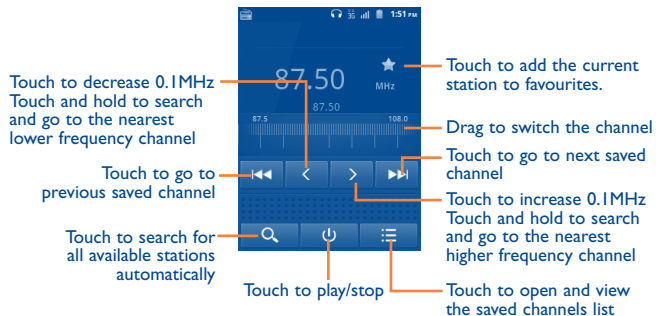 1:51 PM
3G
87.50
MHz
87.50
87.5
108.0
Touch to decrease 0.1MHz
Touch and hold to search
and go to the nearest
lower frequency channel
Touch to go to
previous saved channel
Touch to search for
all available stations
automatically
Touch to play/stop
Touch to add the current
station to favourites.
Drag to switch the channel
Touch to go to next saved
channel
Touch to increase 0.1MHz
Touch and hold to search
and go to the nearest
higher frequency channel
Touch to open and view
the saved channels list